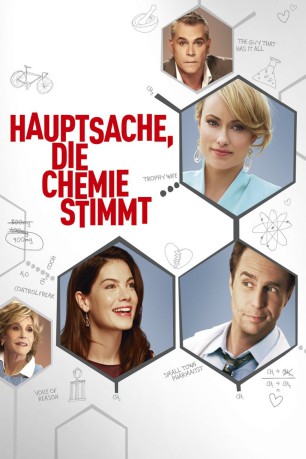 THE GUY THAT
HAS IT ALL
HAUPTSACHE,
DIE
CHEMIE
STIMMT
TROPHY WIFE
CONTROL FREAK
VOICE OF
REASON
SMALL TOWN
PHARMACIST